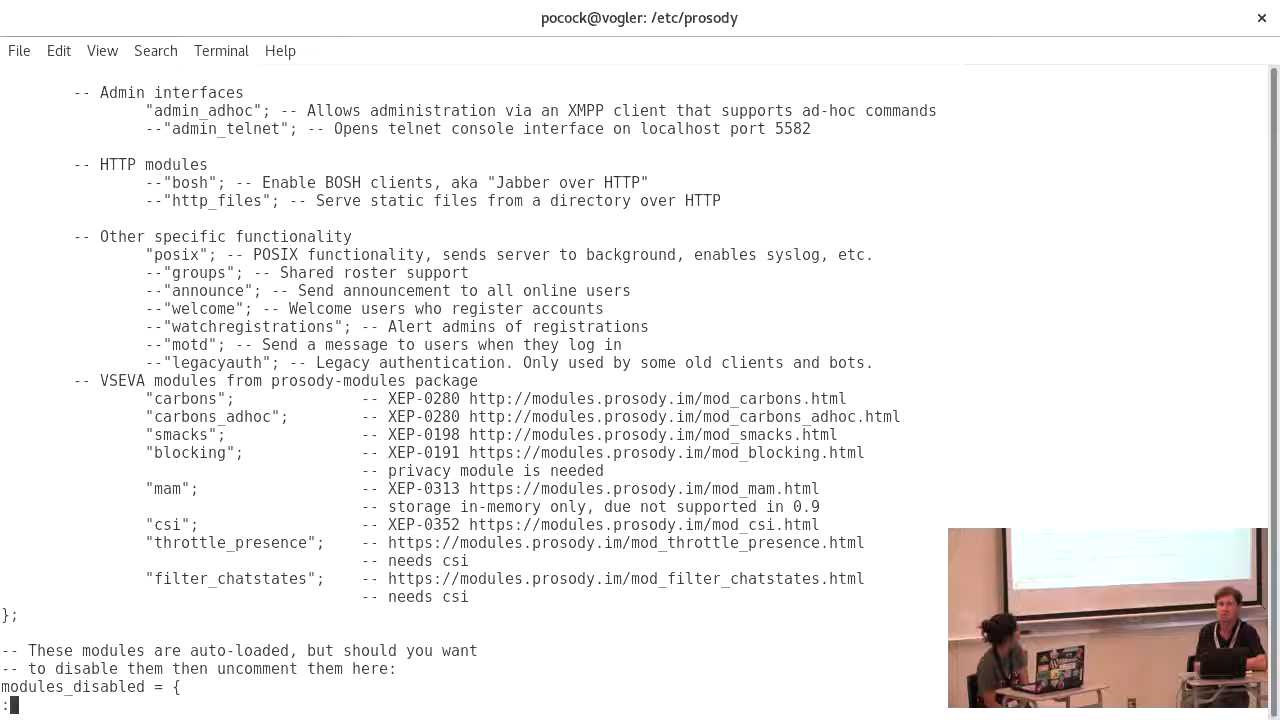 pocock@vogler: /etc/prosody
×
File Edit View Search Terminal Help
-- Admin interfaces
"admin_adhoc"; -- Allows administration via an XMPP client that supports ad-hoc commands
--"admin_telnet"; -- Opens telnet console interface on localhost port 5582
-- HTTP modules
--"bosh"; -- Enable BOSH clients, aka "Jabber over HTTP"
--"http_files"; -- Serve static files from a directory over HTTP
-- Other specific functionality
"posix"; -- POSIX functionality, sends server to background, enables syslog, etc.
--"groups"; -- Shared roster support
--"announce"; -- Send announcement to all online users
--"welcome"; -- Welcome users who register accounts
--"watchregistrations"; -- Alert admins of registrations
--"motd"; -- Send a message to users when they log in
--"legacyauth"; -- Legacy authentication. Only used by some old clients and bots.
-- VSEVA modules from prosody-modules package
"carbons"; -- XEP-0280 http://modules.prosody.im/mod_carbons.html
"carbons_adhoc"; -- XEP-0280 http://modules.prosody.im/mod_carbons_adhoc.html
"smacks"; -- XEP-0198 http://modules.prosody.im/mod_smacks.html
"blocking"; -- XEP-0191 https://modules.prosody.im/mod_blocking.html
-- privacy module is needed
"mam"; -- XEP-0313 https://modules.prosody.im/mod_mam.html
-- storage in-memory only, due not supported in 0.9
"csi"; -- XEP-0352 https://modules.prosody.im/mod_csi.html
"throttle_presence"; -- https://modules.prosody.im/mod_throttle_presence.html
-- needs csi
"filter_chatstates"; -- https://modules.prosody.im/mod_filter_chatstates.html
-- needs csi
};
-- These modules are auto-loaded, but should you want
-- to disable them then uncomment them here:
modules_disabled = {
: